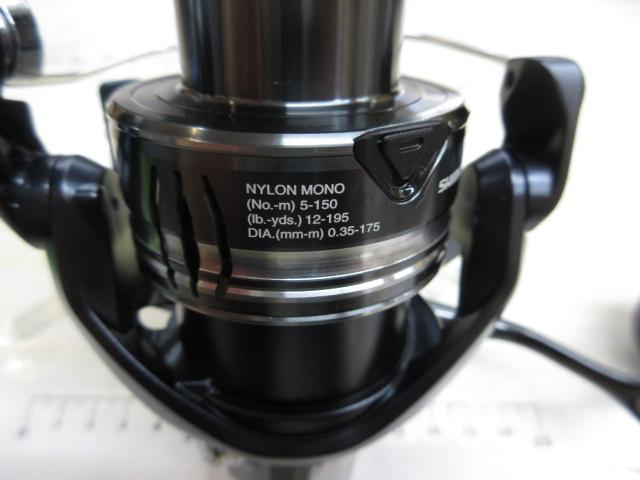 NYLON MONO
(No.-m) 5-150
(lb.-yds.) 12-195
DIA.(mm-m) 0.35-175